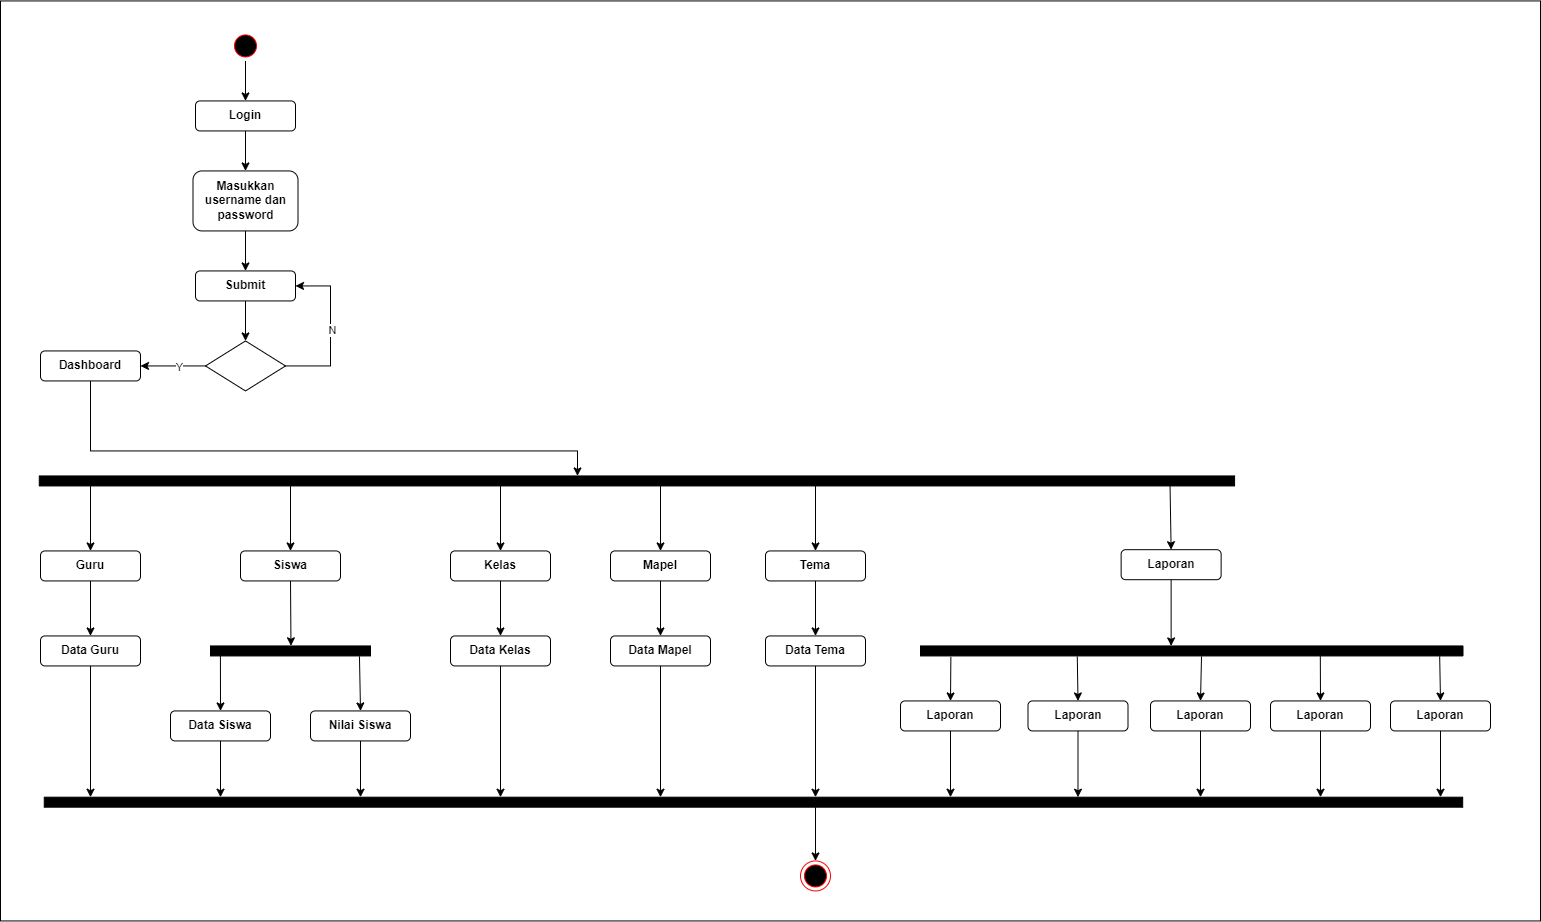 Login
Masukkan
username dan
password
Submit
N
Dashboard
Y
Guru
Siswa
Kelas
Mapel
Tema
Laporan
Data Guru
Data Kelas
Data Mapel
Data Tema
Data Siswa
Nilai Siswa
Laporan
Laporan
Laporan
Laporan
Laporan